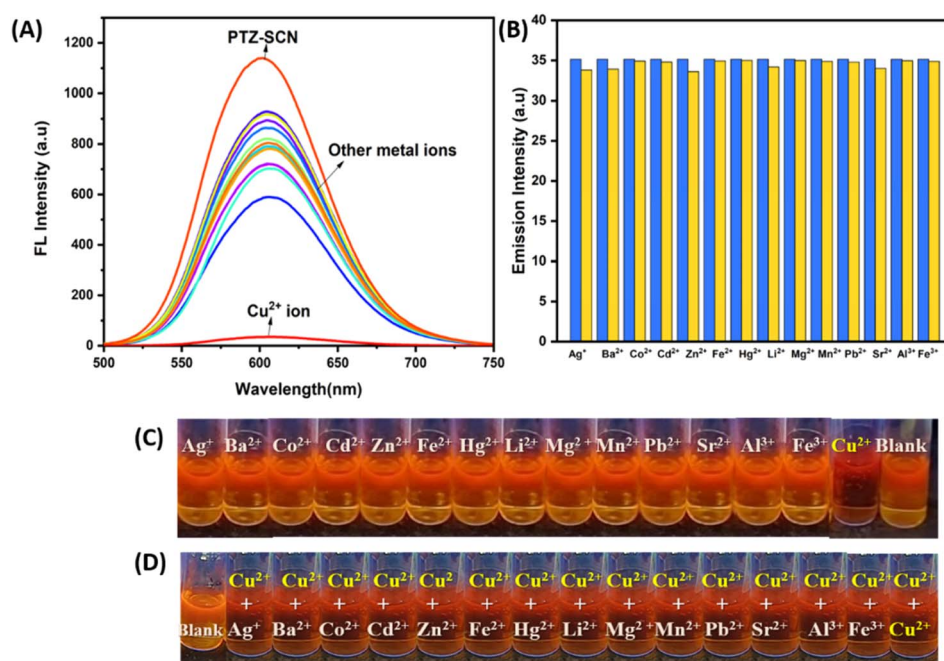 (A)
PTZ-SCN
Other metal ions
Cu²⁺ ion
FL Intensity (a.u)
1200
1000
800
600
400
200
0
500 550 600 650 700 750
Wavelength(nm)
(B)
Emission Intensity (a.u)
40
35
30
25
20
15
10
5
0
Ag⁺ Ba²⁺ Co²⁺ Cd²⁺ Zn²⁺ Fe²⁺ Hg²⁺ Li²⁺ Mg²⁺ Mn²⁺ Pb²⁺ Sr²⁺ Al³⁺ Fe³⁺
(C)
Ag⁺ Ba²⁺ Co²⁺ Cd²⁺ Zn²⁺ Fe²⁺ Hg²⁺ Li²⁺ Mg²⁺ Mn²⁺ Pb²⁺ Sr²⁺ Al³⁺ Fe³⁺ Cu²⁺ Blank
(D)
Cu²⁺ Cu²⁺ Cu²⁺ Cu²⁺ Cu² Cu²⁺ Cu²⁺ Cu²⁺ Cu²⁺ Cu²⁺ Cu²⁺ Cu²⁺ Cu²⁺ Cu²⁺ Cu²⁺
+ + + + + + + + + + + + + + +
Blank Ag⁺ Ba²⁺ Co²⁺ Cd²⁺ Zn²⁺ Fe²⁺ Hg²⁺ Li²⁺ Mg²⁺ Mn²⁺ Pb²⁺ Sr²⁺ Al³⁺ Fe³⁺ Cu²⁺